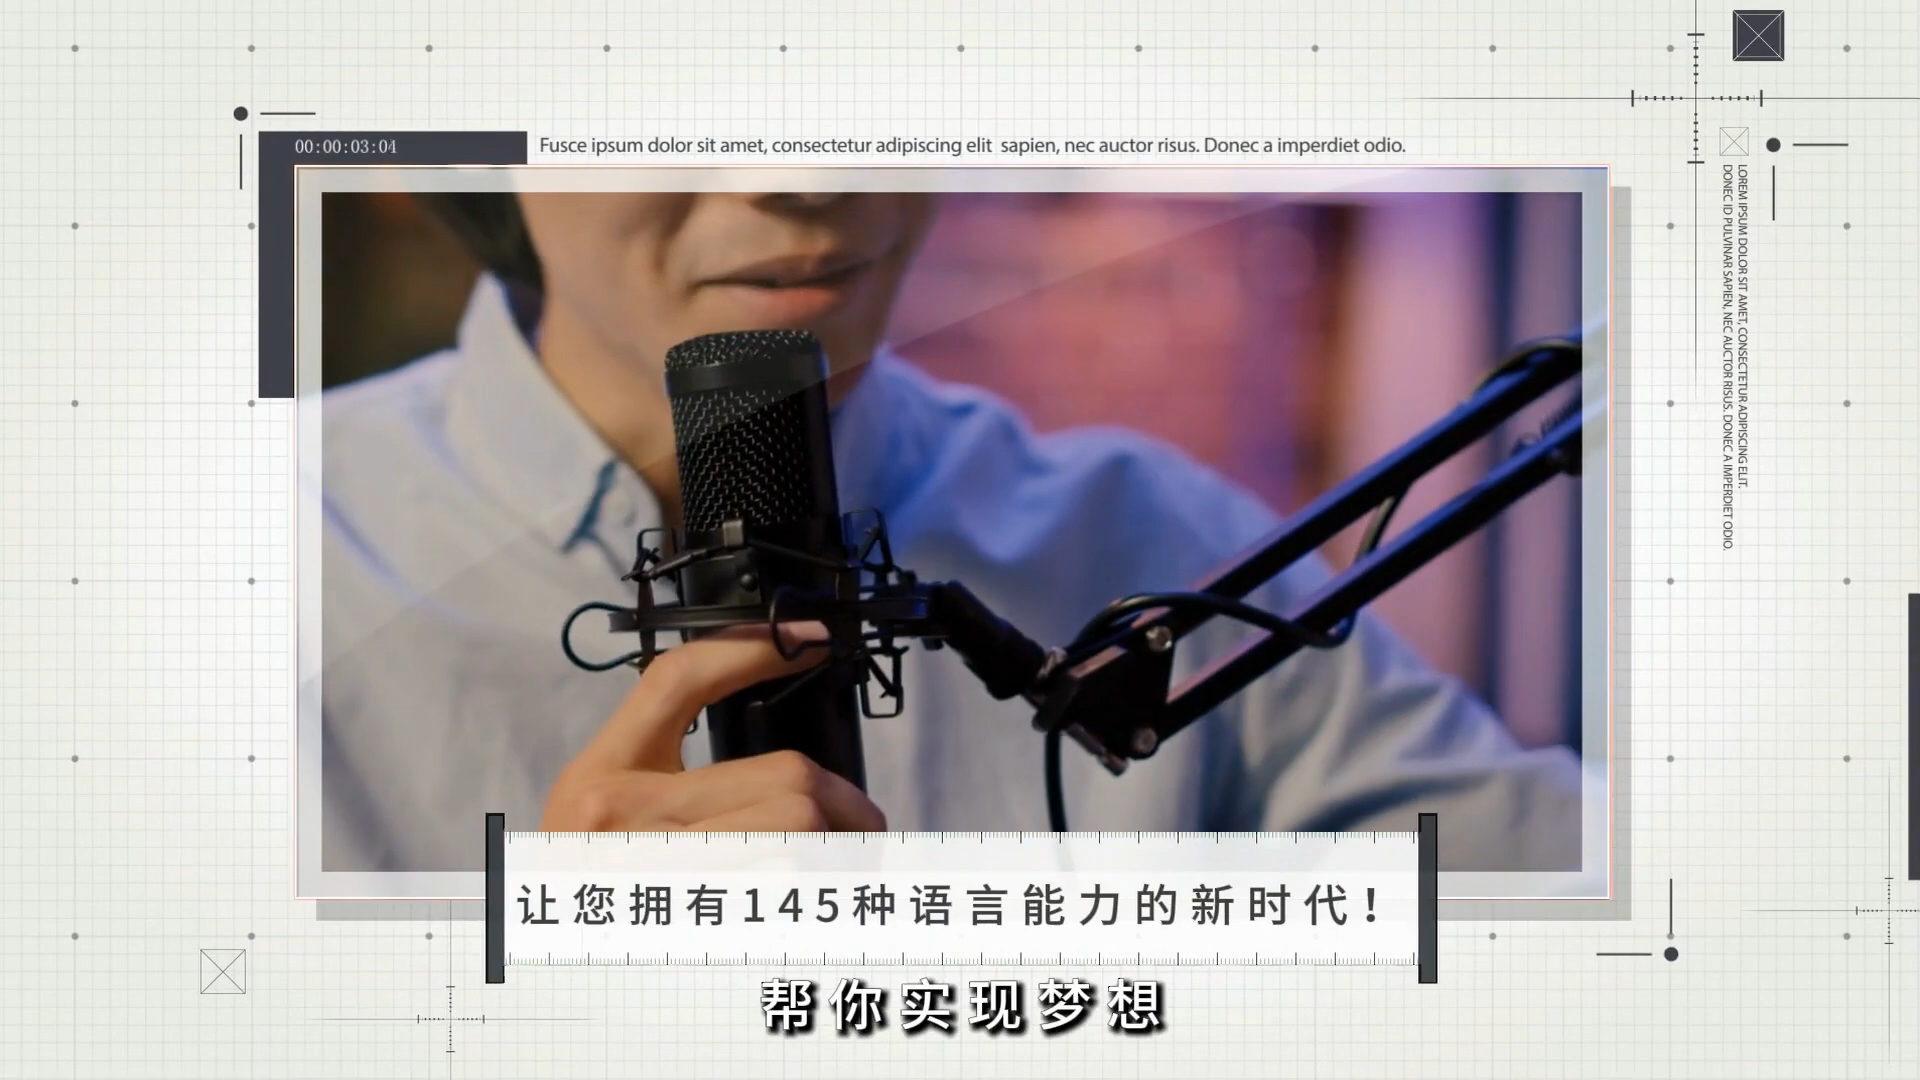 00:00:03:04
Fusce ipsum dolor sit amet, consectetur adipiscing elit sapien, nec auctor risus. Donec a imperdiet odio.
LOREM IPSUM DOLOR SIT AMET, CONSECTETUR ADIPISCING ELIT.
DONEC ID PULVINAR SAPIEN, NEC AUCTOR RISUS. DONEC A IMPERDIET ODIO.
让您拥有145种语言能力的新时代！
帮你实现梦想